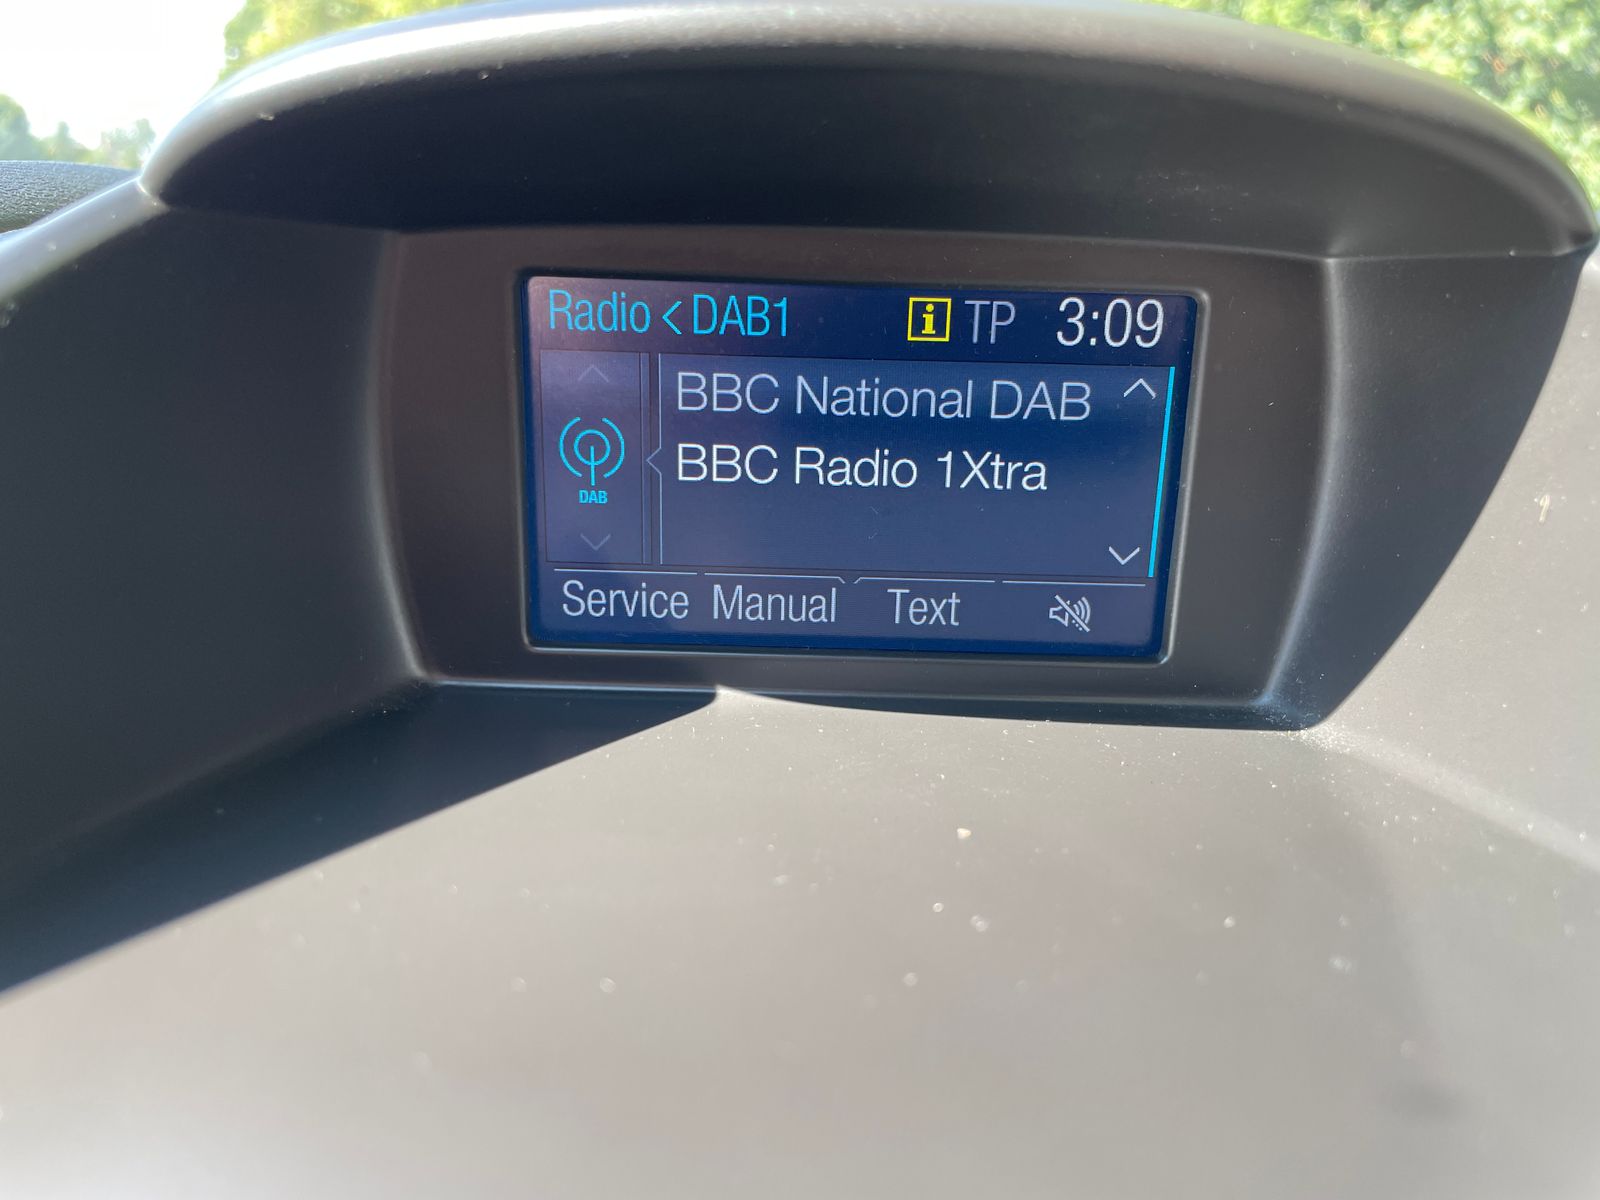 Radio < DAB1 i TP 3:09
BBC National DAB
BBC Radio 1Xtra
DAB
Service Manual Text